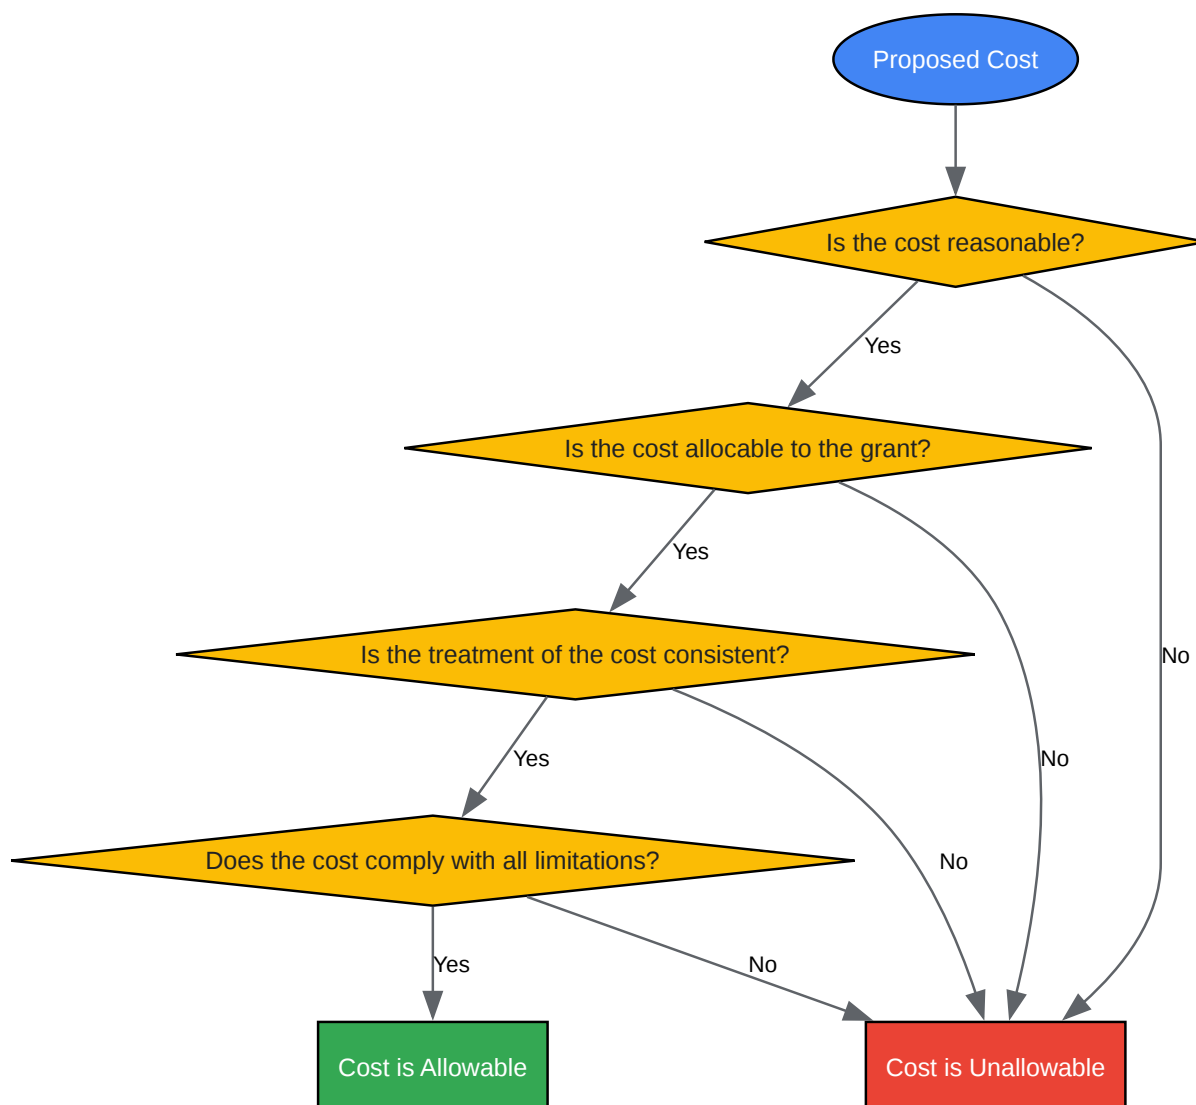 Proposed Cost
Is the cost reasonable?
Yes
Is the cost allocable to the grant?
Yes
Is the treatment of the cost consistent?
No
Yes
No
Does the cost comply with all limitations?
No
Yes
No
Cost is Allowable
Cost is Unallowable